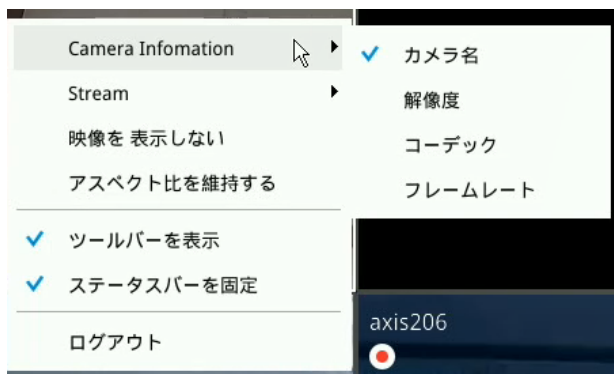 Camera Infomation
Stream
映像を 表示しない
アスペクト比を維持する
ツールバーを表示
ステータスバーを固定
ログアウト
カメラ名
解像度
コーデック
フレームレート
axis206